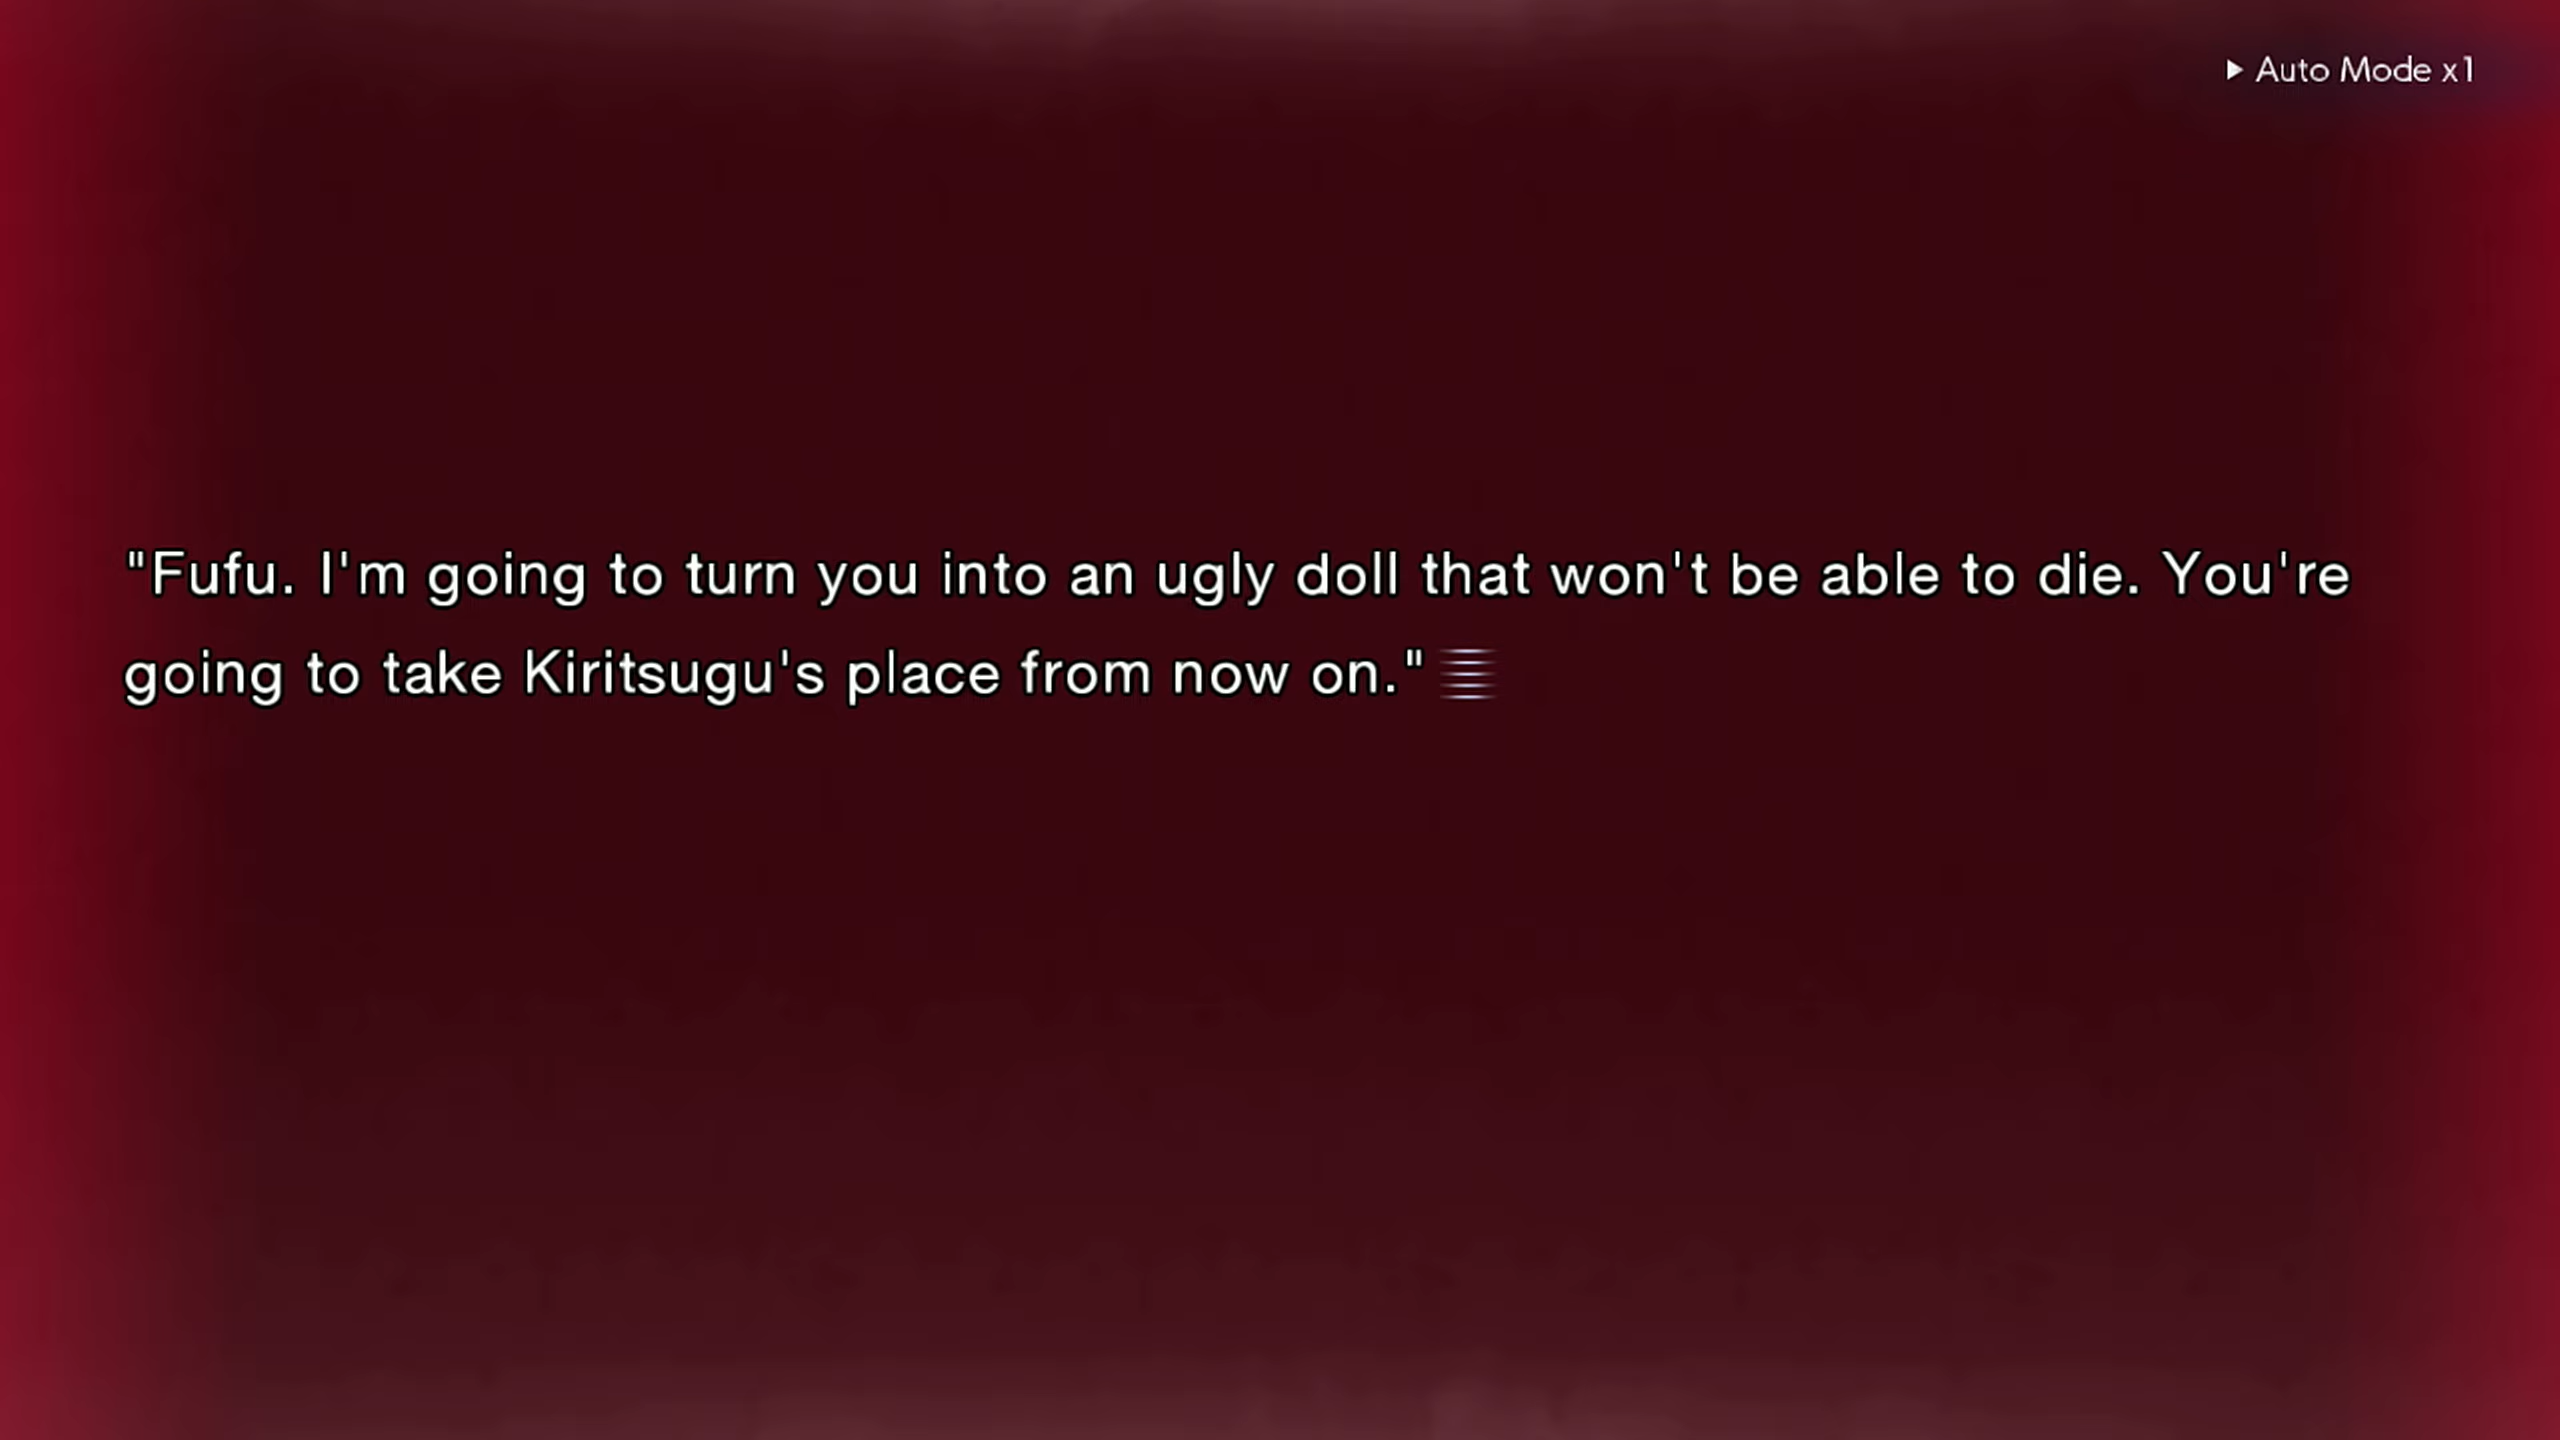 ▶ Auto Mode x1
"Fufu. I'm going to turn you into an ugly doll that won't be able to die. You're
going to take Kiritsugu's place from now on."